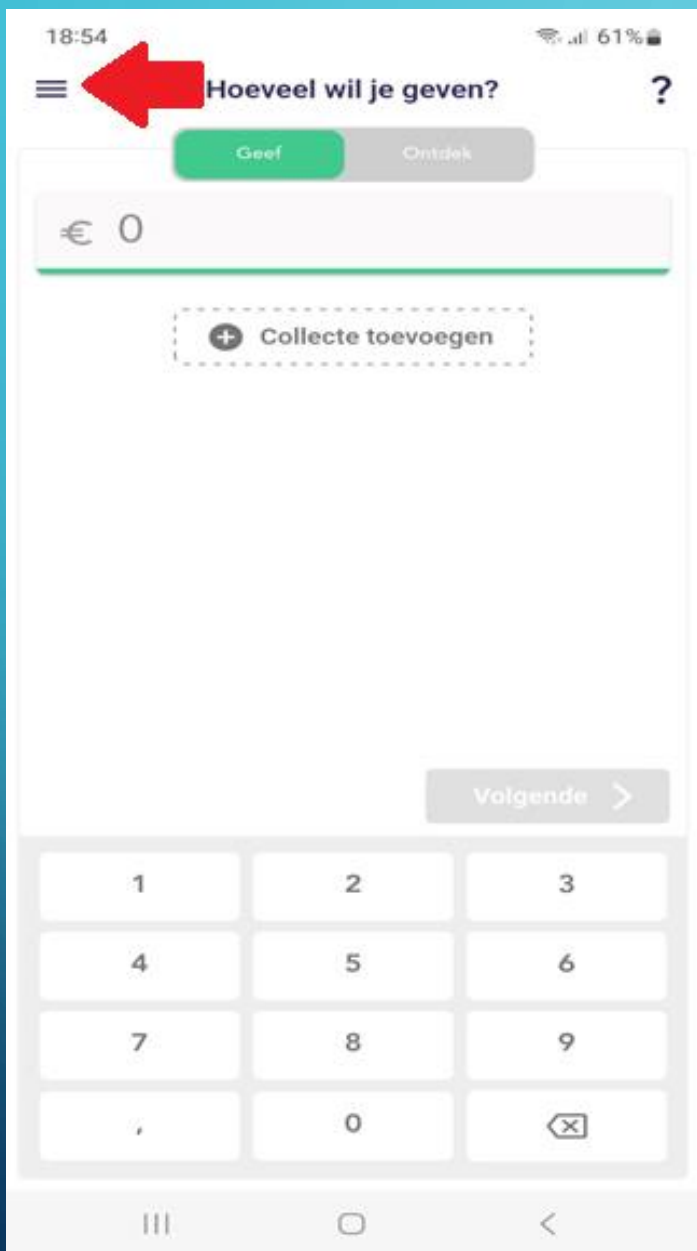 18:54 61%
Hoeveel wil je geven? ?
Geef Ontdek
€ 0
Collecte toevoegen
Volgende
1 2 3
4 5 6
7 8 9
, 0